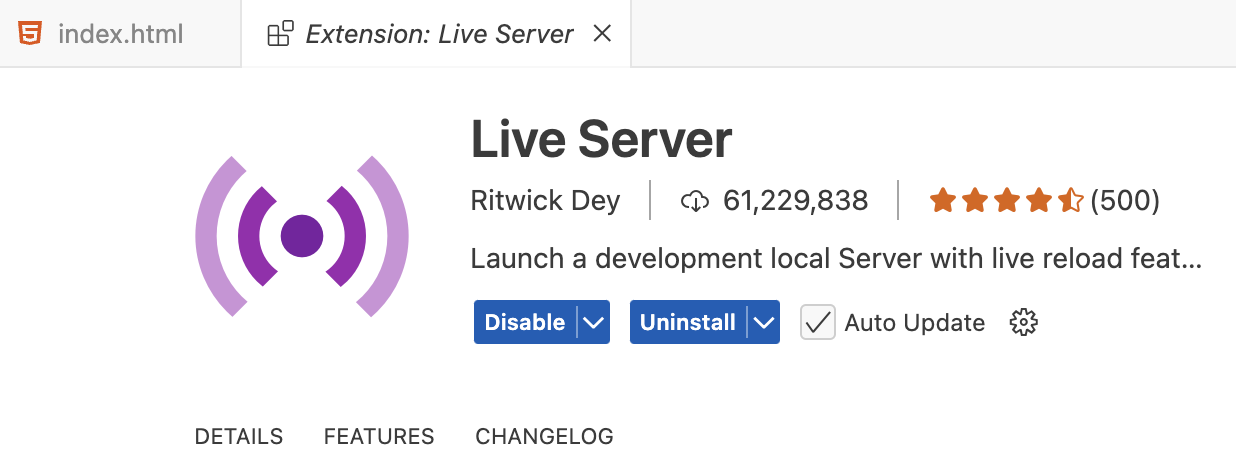 index.html Extension: Live Server
Live Server
Ritwick Dey 61,229,838 (500)
Launch a development local Server with live reload feat...
Disable Uninstall Auto Update
DETAILS FEATURES CHANGELOG